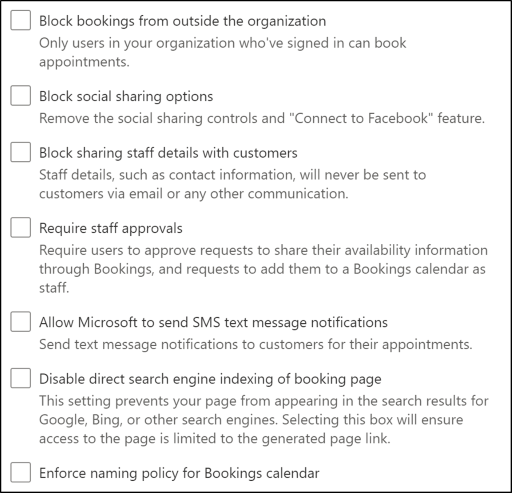 Block bookings from outside the organization
Only users in your organization who've signed in can book
appointments.
Block social sharing options
Remove the social sharing controls and "Connect to Facebook" feature.
Block sharing staff details with customers
Staff details, such as contact information, will never be sent to
customers via email or any other communication.
Require staff approvals
Require users to approve requests to share their availability information
through Bookings, and requests to add them to a Bookings calendar as
staff.
Allow Microsoft to send SMS text message notifications
Send text message notifications to customers for their appointments.
Disable direct search engine indexing of booking page
This setting prevents your page from appearing in the search results for
Google, Bing, or other search engines. Selecting this box will ensure
access to the page is limited to the generated page link.
Enforce naming policy for Bookings calendar